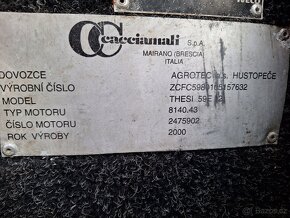 cacciamali S.p.A.
MAIRANO (BRESCIA)
ITALIA
DOVOZCE AGROTEC a.s. HUSTOPEČE
VÝROBNÍ ČÍSLO
MODEL THESI
TYP MOTORU 8140.43
ČÍSLO MOTORU 2475902
ROK VÝROBY 2000